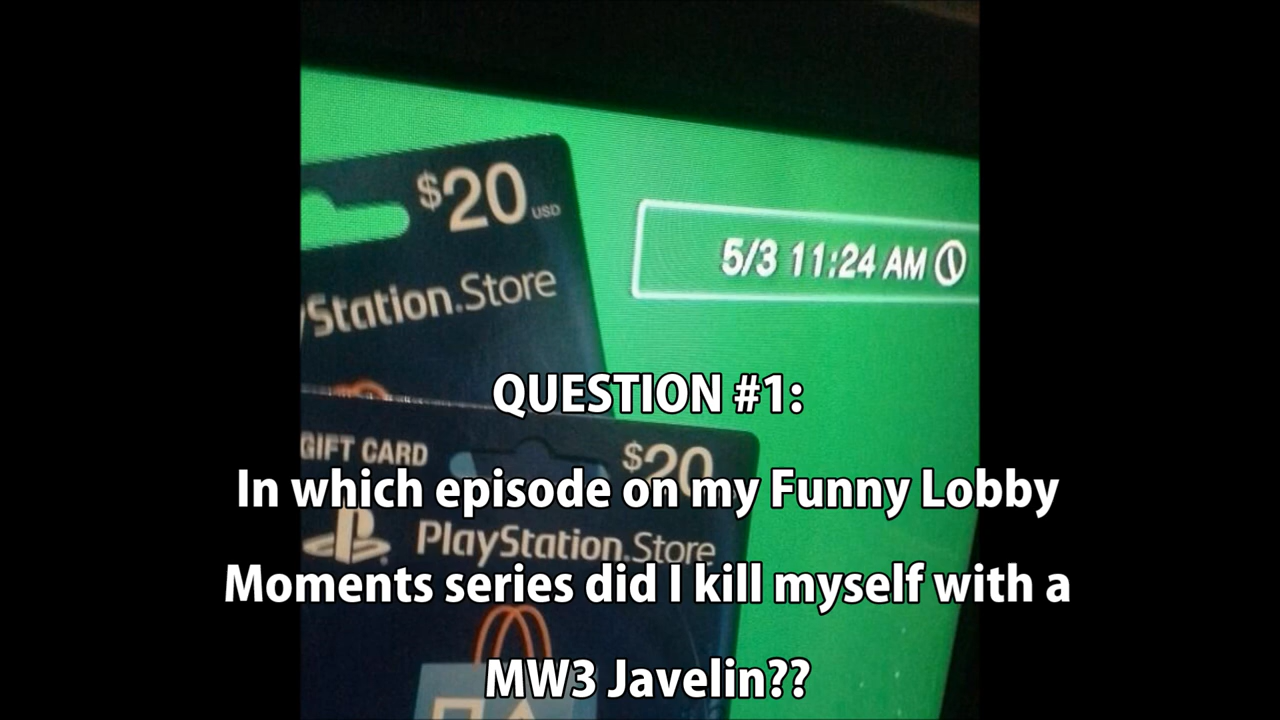 $20 USD
yStation.Store
5/3 11:24 AM
QUESTION #1:
GIFT CARD
$20
In which episode on my Funny Lobby
PlayStation.Store
Moments series did I kill myself with a
MW3 Javelin??